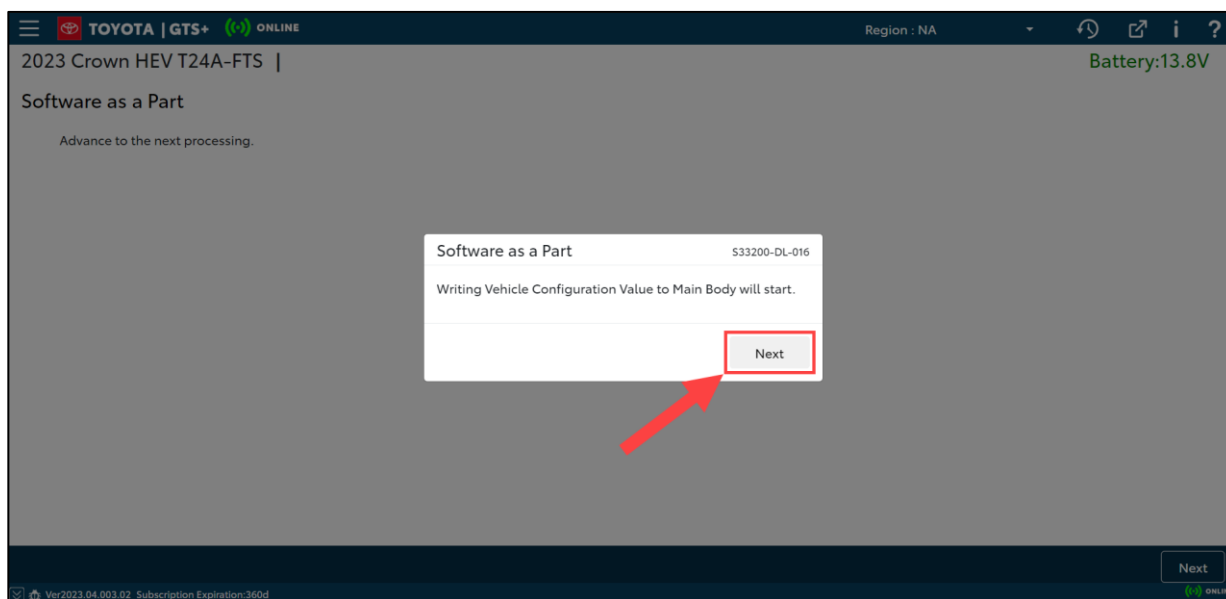 TOYOTA | GTS+ ONLINE Region : NA i ?
2023 Crown HEV T24A-FTS | Battery:13.8V
Software as a Part
Advance to the next processing.
Software as a Part S33200-DL-016
Writing Vehicle Configuration Value to Main Body will start.
Next
Next
Ver2023.04.003.02 Subscription Expiration:360d